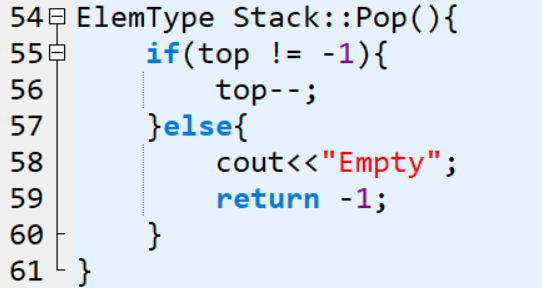 54 ElemType Stack::Pop(){
55     if(top != -1){
56         top--;
57     }else{
58         cout<<"Empty";
59         return -1;
60     }
61 }